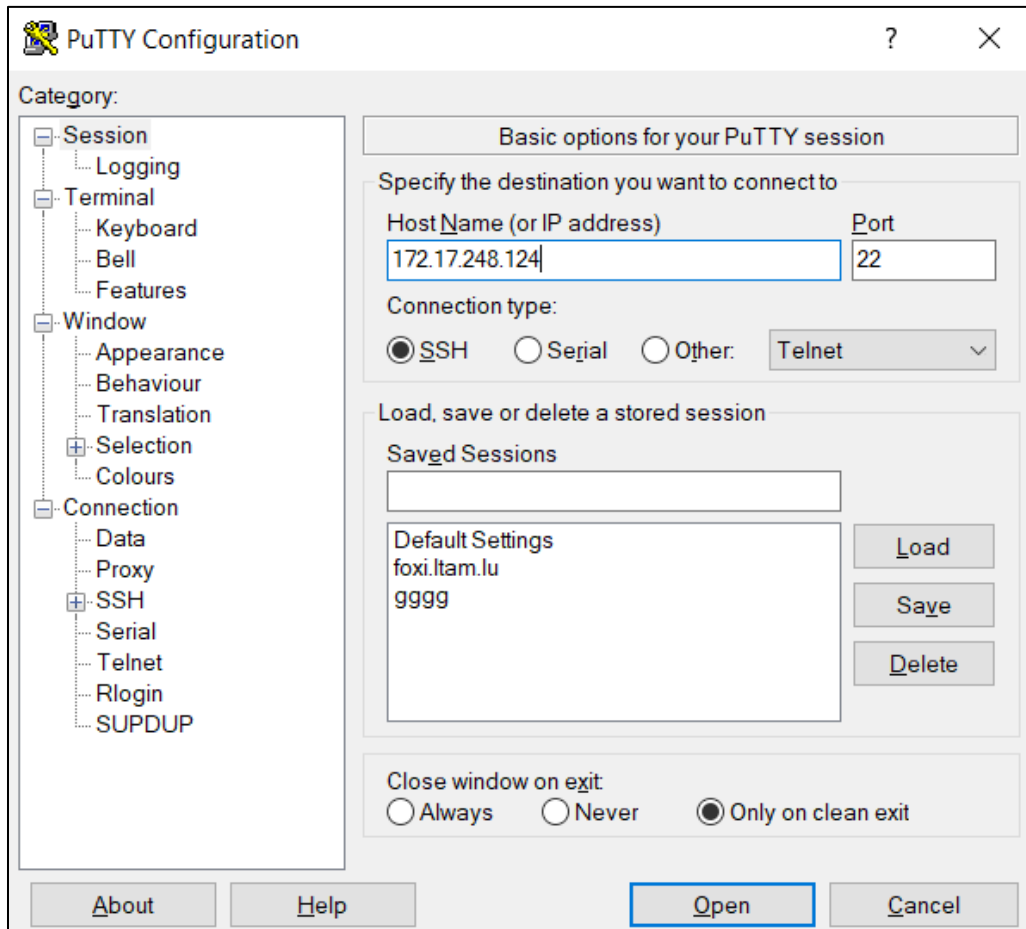 PuTTY Configuration
?
Category:
Session
Logging
Terminal
Keyboard
Bell
Features
Window
Appearance
Behaviour
Translation
Selection
Colours
Connection
Data
Proxy
SSH
Serial
Telnet
Rlogin
SUPDUP
Basic options for your PuTTY session
Specify the destination you want to connect to
Host Name (or IP address) Port
172.17.248.124 22
Connection type:
SSH Serial Other: Telnet
Load, save or delete a stored session
Saved Sessions
Default Settings
foxi.ltam.lu
gggg
Load
Save
Delete
Close window on exit:
Always Never Only on clean exit
About Help Open Cancel